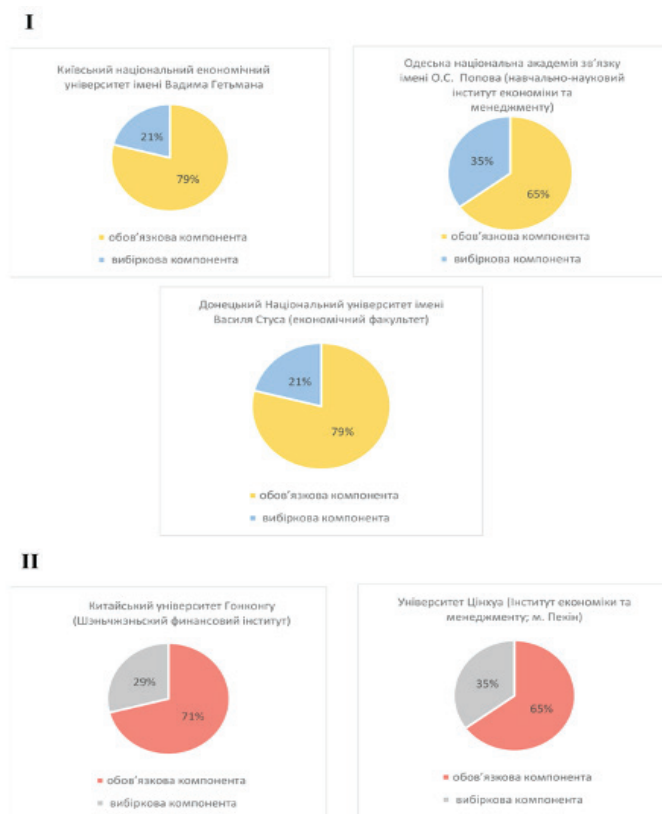 I
Київський національний економічний
університет імені Вадима Гетьмана
21%
79%
обов'язкова компонента
вибіркова компонента
Одеська національна академія зв'язку
імені О.С. Попова (навчально-науковий
інститут економіки та
менеджменту)
35%
65%
обов'язкова компонента
вибіркова компонента
Донецький Національний університет імені
Василя Стуса (економічний факультет)
21%
79%
обов'язкова компонента
вибіркова компонента
II
Китайський університет Гонконгу
(Шэньчжэньский финансовий інститут)
29%
71%
обов'язкова компонента
вибіркова компонента
Університет Цінхуа (Інститут економіки та
менеджменту; м. Пекін)
35%
65%
обов'язкова компонента
вибіркова компонента